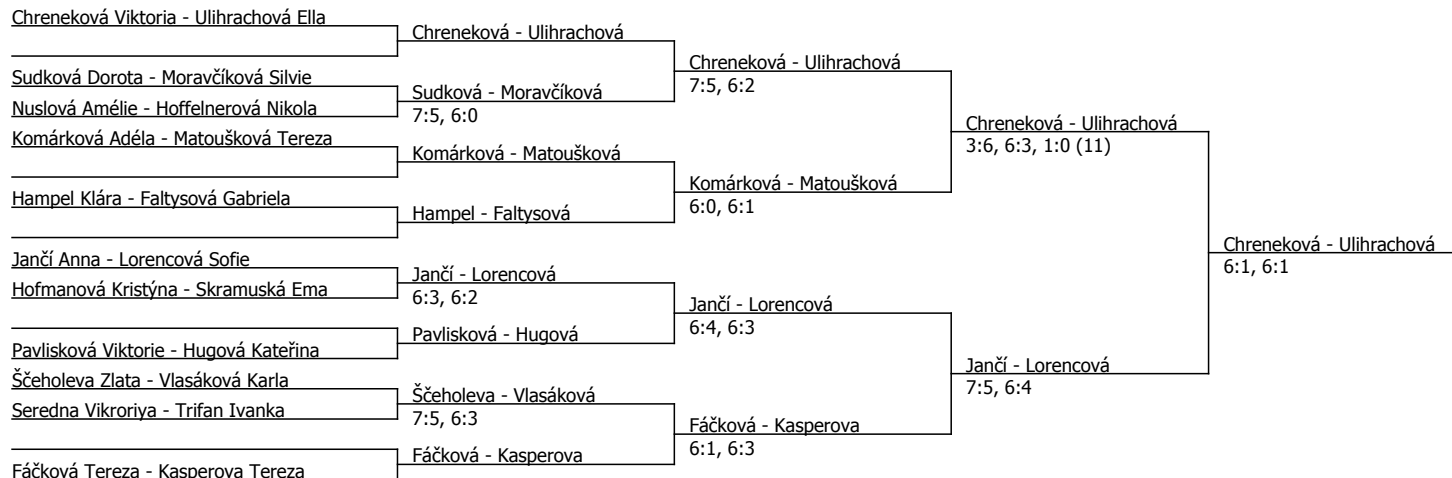 Chreneková Viktoria - Ulihrachová Ella
Sudková Dorota - Moravčíková Silvie
Nuslová Amélie - Hoffelnerová Nikola
Komárková Adéla - Matoušková Tereza
Hampel Klára - Faltysová Gabriela
Jančí Anna - Lorencová Sofie
Hofmanová Kristýna - Skramuská Ema
Pavlisková Viktorie - Hugová Kateřina
Ščeholeva Zlata - Vlasáková Karla
Seredna Vikroriya - Trifan Ivanka
Fáčková Tereza - Kasperova Tereza
Chreneková - Ulihrachová
Sudková - Moravčíková
7:5, 6:0
Komárková - Matoušková
Hampel - Faltysová
Jančí - Lorencová
6:3, 6:2
Pavlisková - Hugová
Ščeholeva - Vlasáková
7:5, 6:3
Fáčková - Kasperova
Chreneková - Ulihrachová
7:5, 6:2
Komárková - Matoušková
6:0, 6:1
Jančí - Lorencová
6:4, 6:3
Fáčková - Kasperova
6:1, 6:3
Chreneková - Ulihrachová
3:6, 6:3, 1:0 (11)
Jančí - Lorencová
7:5, 6:4
Chreneková - Ulihrachová
6:1, 6:1